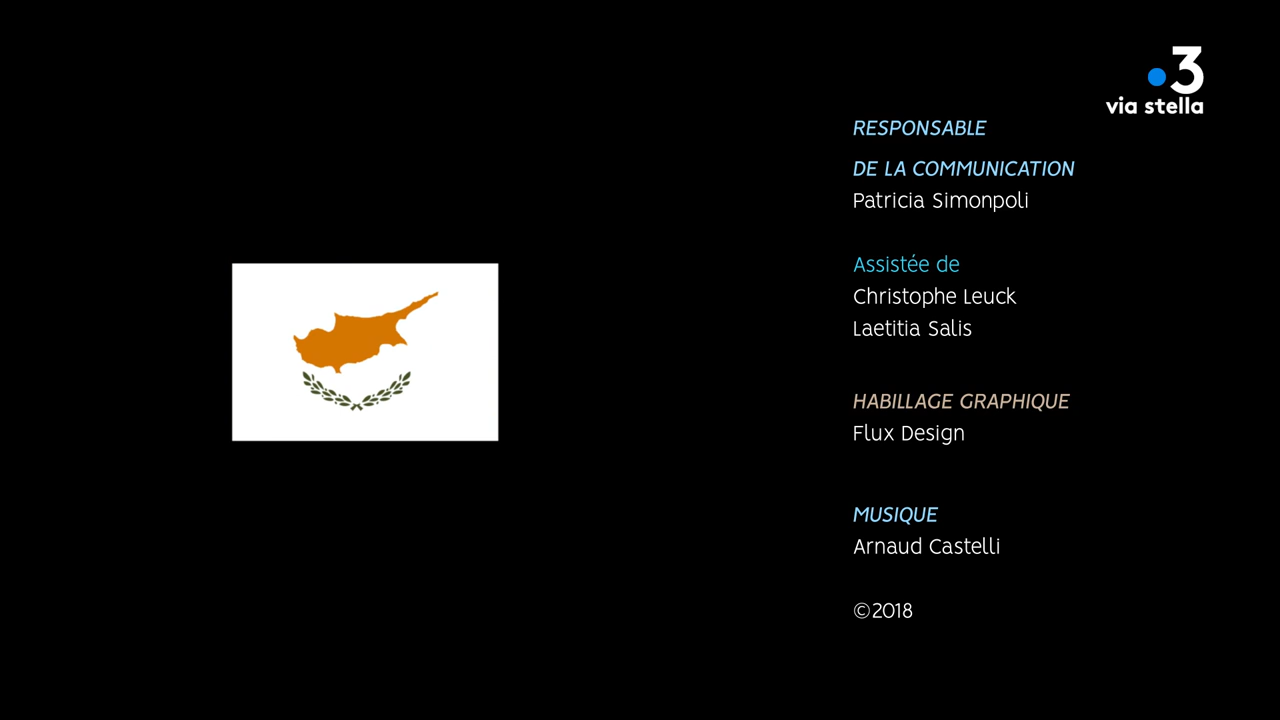 3
via stella
RESPONSABLE
DE LA COMMUNICATION
Patricia Simonpoli
Assistée de
Christophe Leuck
Laetitia Salis
HABILLAGE GRAPHIQUE
Flux Design
MUSIQUE
Arnaud Castelli
©2018